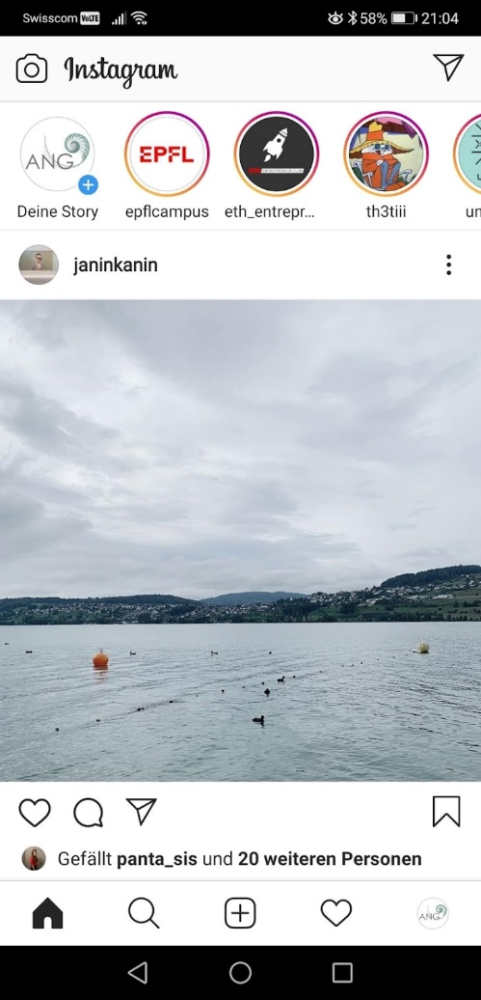 Swisscom VoLTE 58% 21:04
Instagram
ANG EPFL
Deine Story epflcampus eth_entrepr... th3tiii un
janinkanin
Gefällt panta_sis und 20 weiteren Personen
ANG